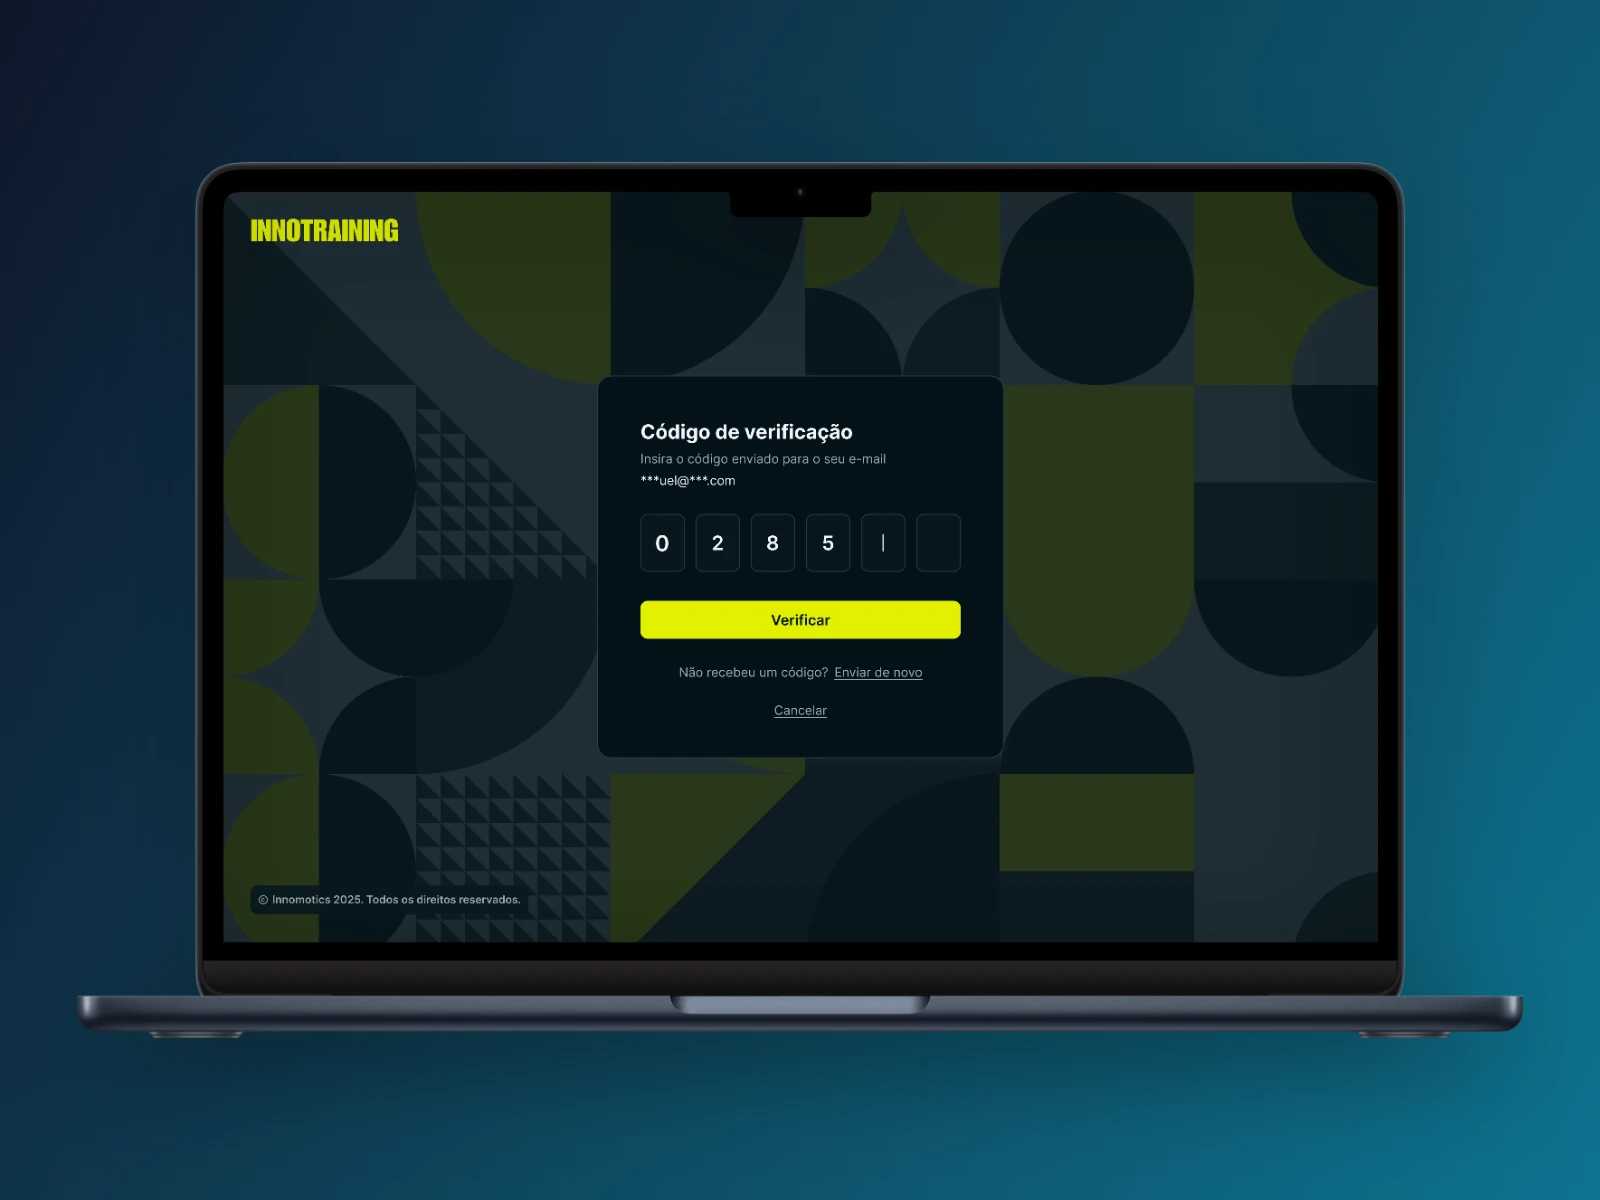 INNOTRAINING
Código de verificação
Insira o código enviado para o seu e-mail
***uel@***.com
0 2 8 5
Verificar
Não recebeu um código? Enviar de novo
Cancelar
© Innomotics 2025. Todos os direitos reservados.